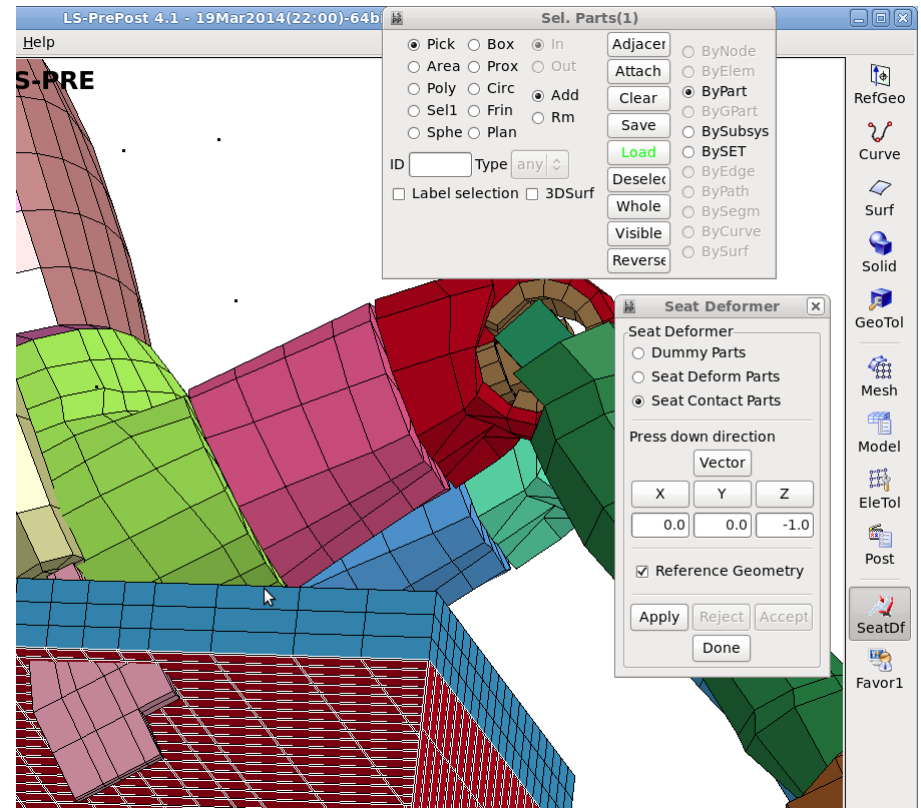 LS-PrePost 4.1 - 19Mar2014(22:00)-64bi
Help
S-PRE
Sel. Parts(1)
Pick Box In
Area Prox Out
Poly Circ
Add
Sel1 Frin
Rm
Sphe Plan
ID Type any
Label selection 3DSurf
Adjacer
Attach
Clear
Save
Load
Deselec
Whole
Visible
Reverse
ByNode
ByElem
ByPart
ByGPart
BySubsys
BySET
ByEdge
ByPath
BySegm
ByCurve
BySurf
Seat Deformer
Seat Deformer
Dummy Parts
Seat Deform Parts
Seat Contact Parts
Press down direction
Vector
X Y Z
0.0 0.0 -1.0
Reference Geometry
Apply Reject Accept
Done
RefGeo
Curve
Surf
Solid
GeoTol
Mesh
Model
EleTol
Post
SeatDf
Favor1